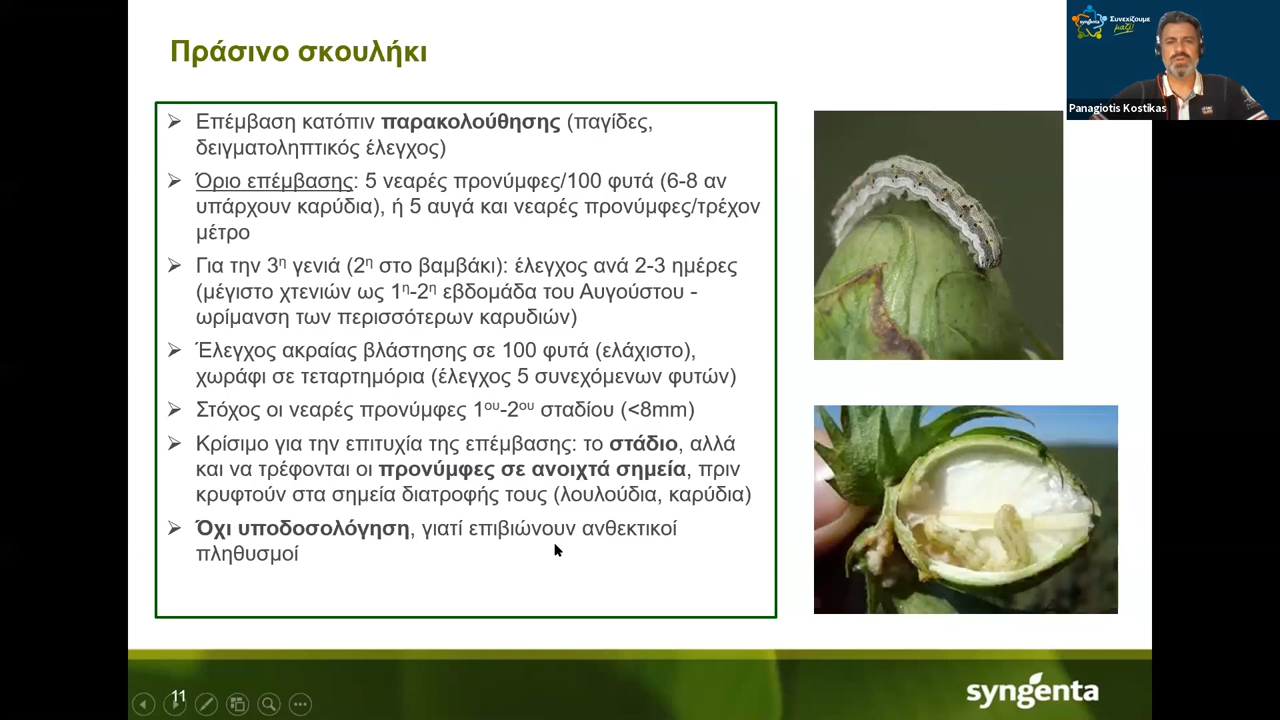 Πράσινο σκουλήκι
syngenta
Συνεχίζουμε
μαζί!
Panagiotis Kostikas
➢ Επέμβαση κατόπιν παρακολούθησης (παγίδες,
δειγματοληπτικός έλεγχος)
➢ Όριο επέμβασης: 5 νεαρές προνύμφες/100 φυτά (6-8 αν
υπάρχουν καρύδια), ή 5 αυγά και νεαρές προνύμφες/τρέχον
μέτρο
➢ Για την 3η γενιά (2η στο βαμβάκι): έλεγχος ανά 2-3 ημέρες
(μέγιστο χτενιών ως 1η-2η εβδομάδα του Αυγούστου -
ωρίμανση των περισσότερων καρυδιών)
➢ Έλεγχος ακραίας βλάστησης σε 100 φυτά (ελάχιστο),
χωράφι σε τεταρτημόρια (έλεγχος 5 συνεχόμενων φυτών)
➢ Στόχος οι νεαρές προνύμφες 1ου-2ου σταδίου (<8mm)
➢ Κρίσιμο για την επιτυχία της επέμβασης: το στάδιο, αλλά
και να τρέφονται οι προνύμφες σε ανοιχτά σημεία, πριν
κρυφτούν στα σημεία διατροφής τους (λουλούδια, καρύδια)
➢ Όχι υποδοσολόγηση, γιατί επιβιώνουν ανθεκτικοί
πληθυσμοί
11
syngenta